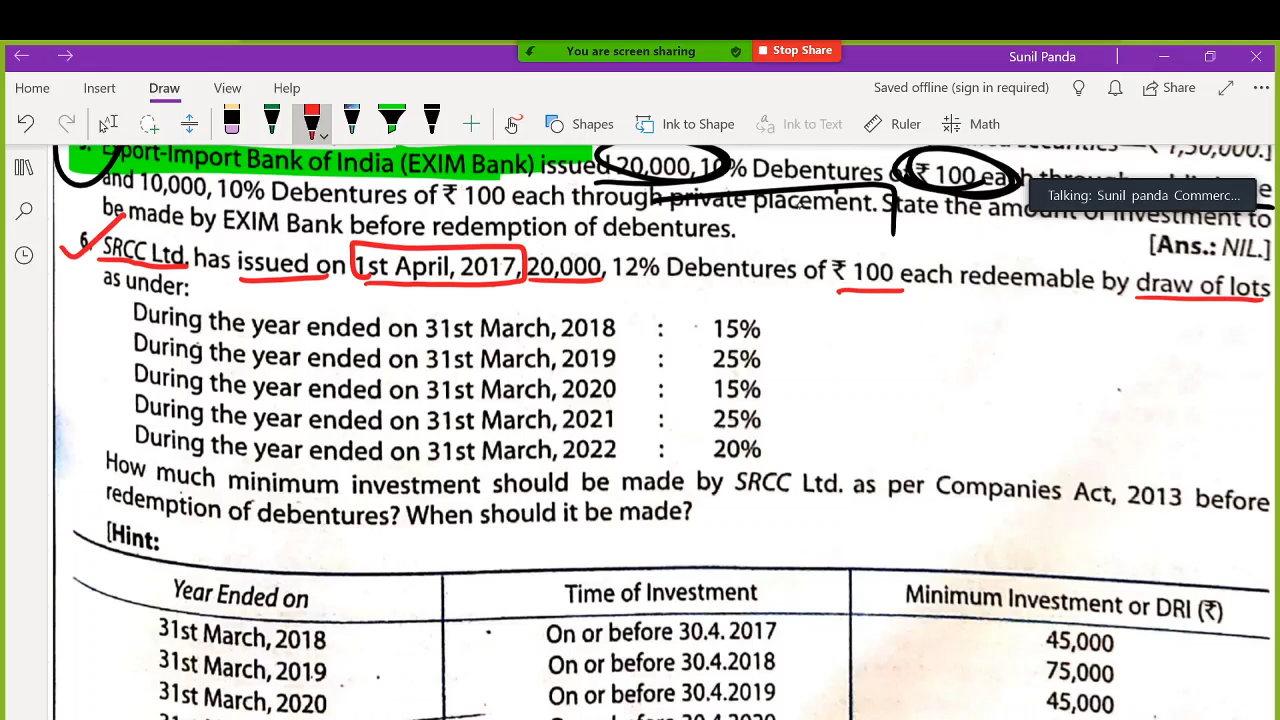 You are screen sharing
Stop Share
Sunil Panda
Home Insert Draw View Help
Saved offline (sign in required)
Share
Shapes
Ink to Shape
Ink to Text
Ruler
Math
Export-Import Bank of India (EXIM Bank) issued 20,000, 10% Debentures of ₹ 100 each through
and 10,000, 10% Debentures of ₹ 100 each through private placement. State the amount of investment to
be made by EXIM Bank before redemption of debentures.
[Ans.: NIL.]
Talking: Sunil panda Commerc...
6. SRCC Ltd. has issued on 1st April, 2017, 20,000, 12% Debentures of ₹ 100 each redeemable by draw of lots
as under:
During the year ended on 31st March, 2018 : 15%
During the year ended on 31st March, 2019 : 25%
During the year ended on 31st March, 2020 : 15%
During the year ended on 31st March, 2021 : 25%
During the year ended on 31st March, 2022 : 20%
How much minimum investment should be made by SRCC Ltd. as per Companies Act, 2013 before
redemption of debentures? When should it be made?
[Hint:
Year Ended on Time of Investment Minimum Investment or DRI (₹)
31st March, 2018 On or before 30.4.2017 45,000
31st March, 2019 On or before 30.4.2018 75,000
31st March, 2020 On or before 30.4.2019 45,000